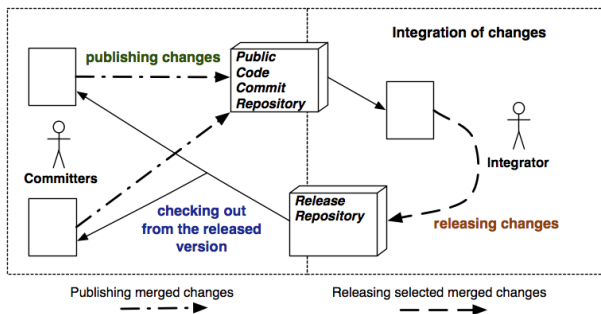 publishing changes
Public
Code
Commit
Repository
Integration of changes
Committers
Integrator
checking out
from the released
version
Release
Repository
releasing changes
Publishing merged changes
Releasing selected merged changes